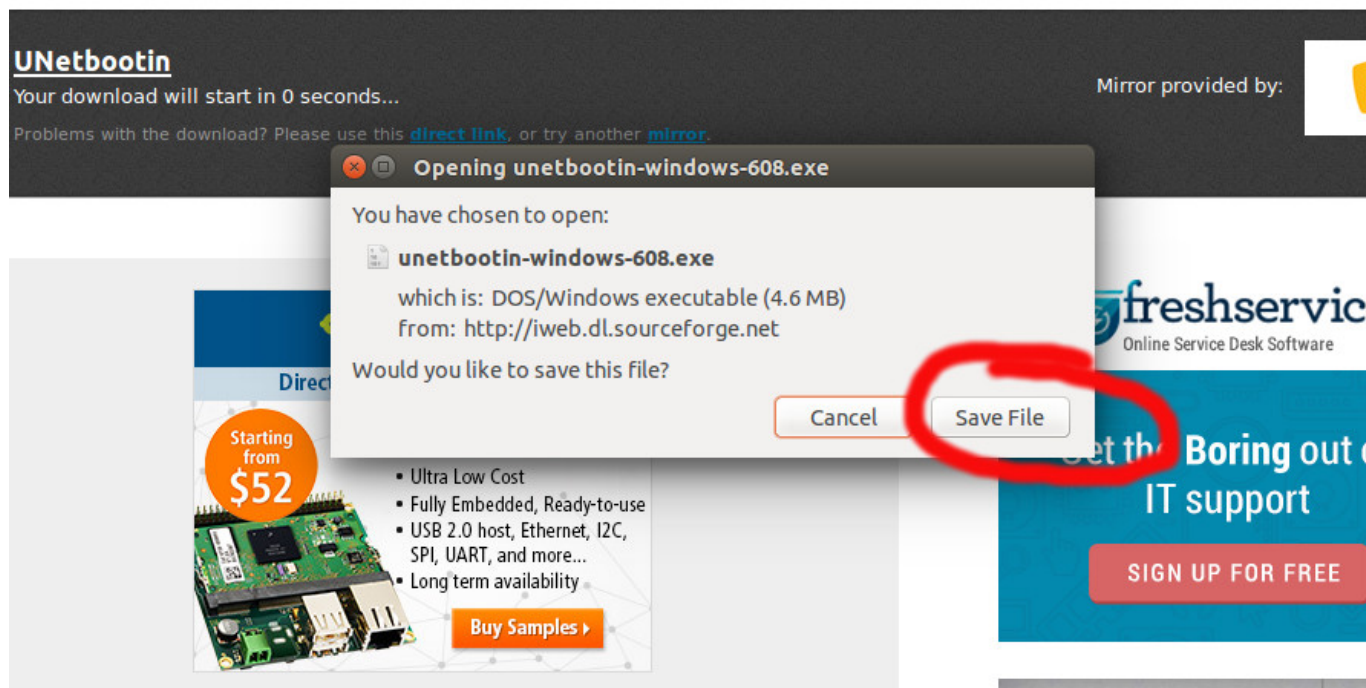 UNetbootin
Your download will start in 0 seconds...
Mirror provided by:
Problems with the download? Please use this direct link, or try another mirror.
Opening unetbootin-windows-608.exe
You have chosen to open:
unetbootin-windows-608.exe
which is: DOS/Windows executable (4.6 MB)
from: http://iweb.dl.sourceforge.net
Would you like to save this file?
Cancel
Save File
Direct
Starting
from
$52
▪ Ultra Low Cost
▪ Fully Embedded, Ready-to-use
▪ USB 2.0 host, Ethernet, I2C,
SPI, UART, and more...
▪ Long term availability
Buy Samples
freshservic
Online Service Desk Software
the Boring out
IT support
SIGN UP FOR FREE